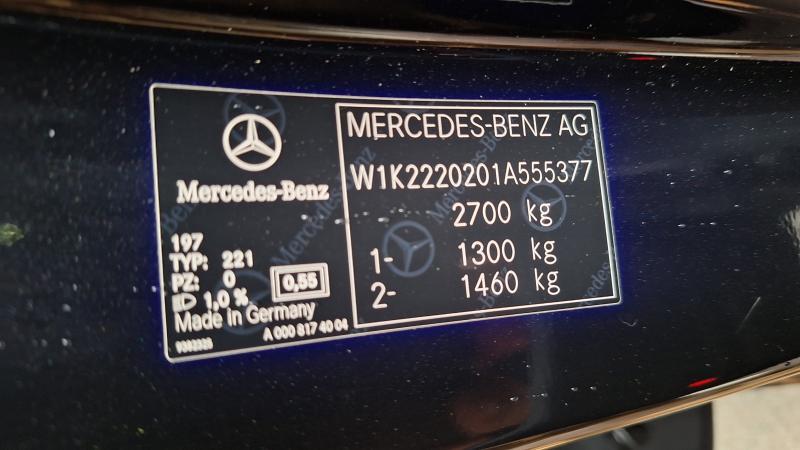 Mercedes-Benz
197
TYP: 221
PZ: 0
0,55
1,0 %
Made in Germany
A 000 817 40 04
9382328
MERCEDES-BENZ AG
W1K2220201A555377
2700 kg
1- 1300 kg
2- 1460 kg